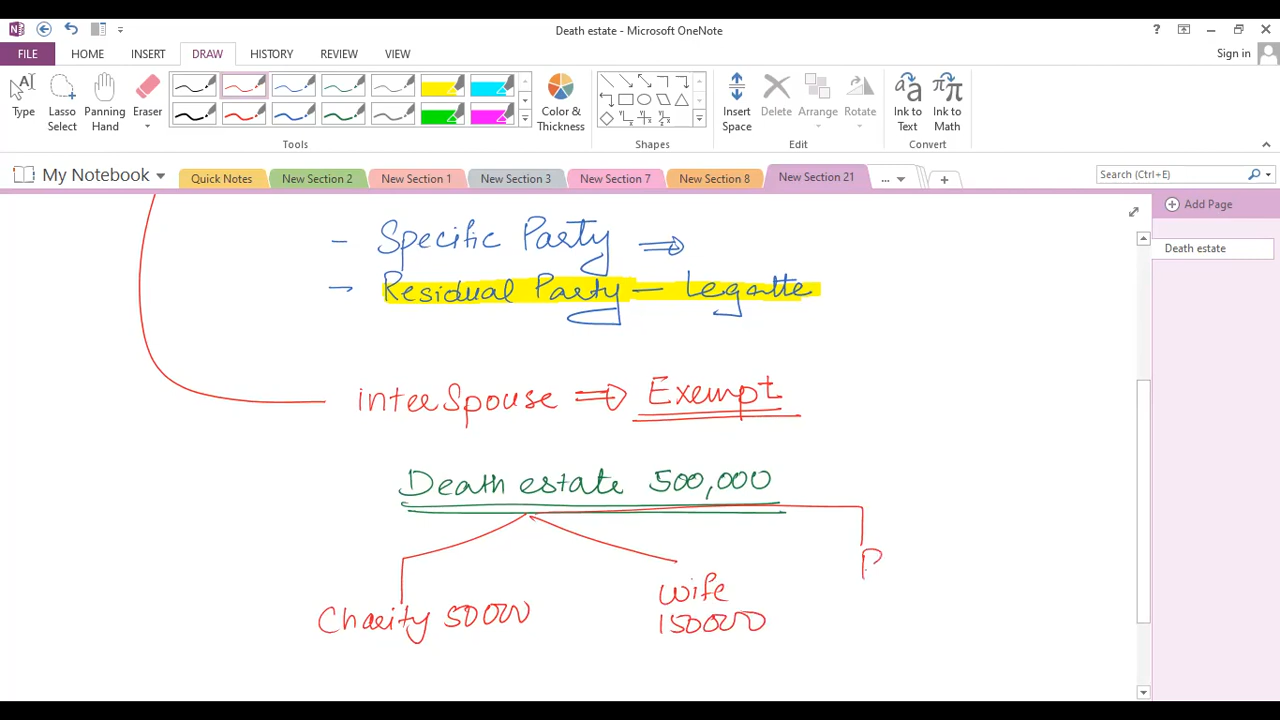 Death estate - Microsoft OneNote
?
Sign in
FILE HOME INSERT DRAW HISTORY REVIEW VIEW
Type
Lasso Select
Panning Hand
Eraser
Color & Thickness
Insert Space
Delete
Arrange
Rotate
Ink to Text
Ink to Math
Tools
Shapes
Edit
Convert
My Notebook
Quick Notes
New Section 2
New Section 1
New Section 3
New Section 7
New Section 8
New Section 21
...
Search (Ctrl+E)
Add Page
Death estate
- Specific Party ⇒
- Residual Party - Legatte
interSpouse ⇒ Exempt
Death estate 500,000
P
Charity 50000
Wife
150000